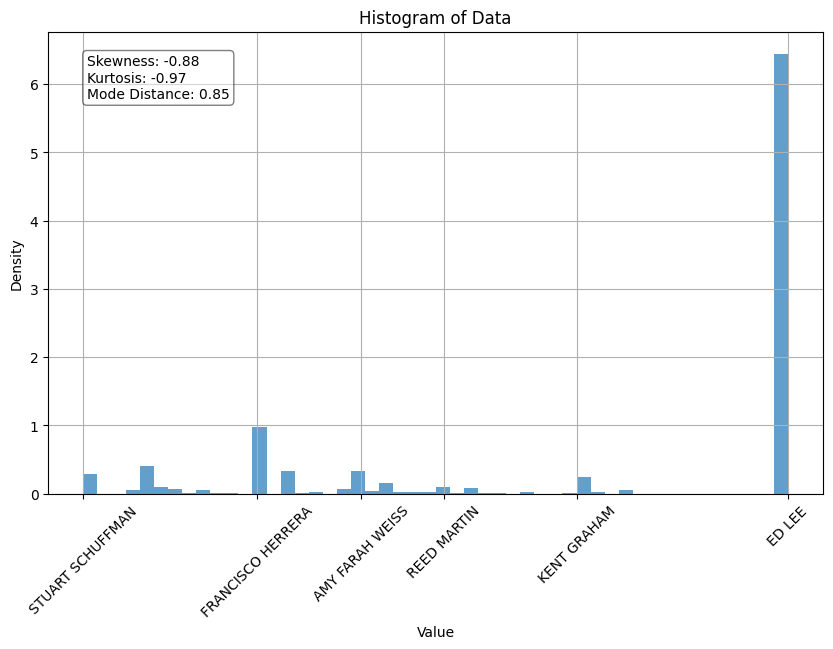 Histogram of Data
Skewness: -0.88
Kurtosis: -0.97
Mode Distance: 0.85
Density
6
5
4
3
2
1
0
STUART SCHUFFMAN
FRANCISCO HERRERA
AMY FARAH WEISS
REED MARTIN
KENT GRAHAM
ED LEE
Value